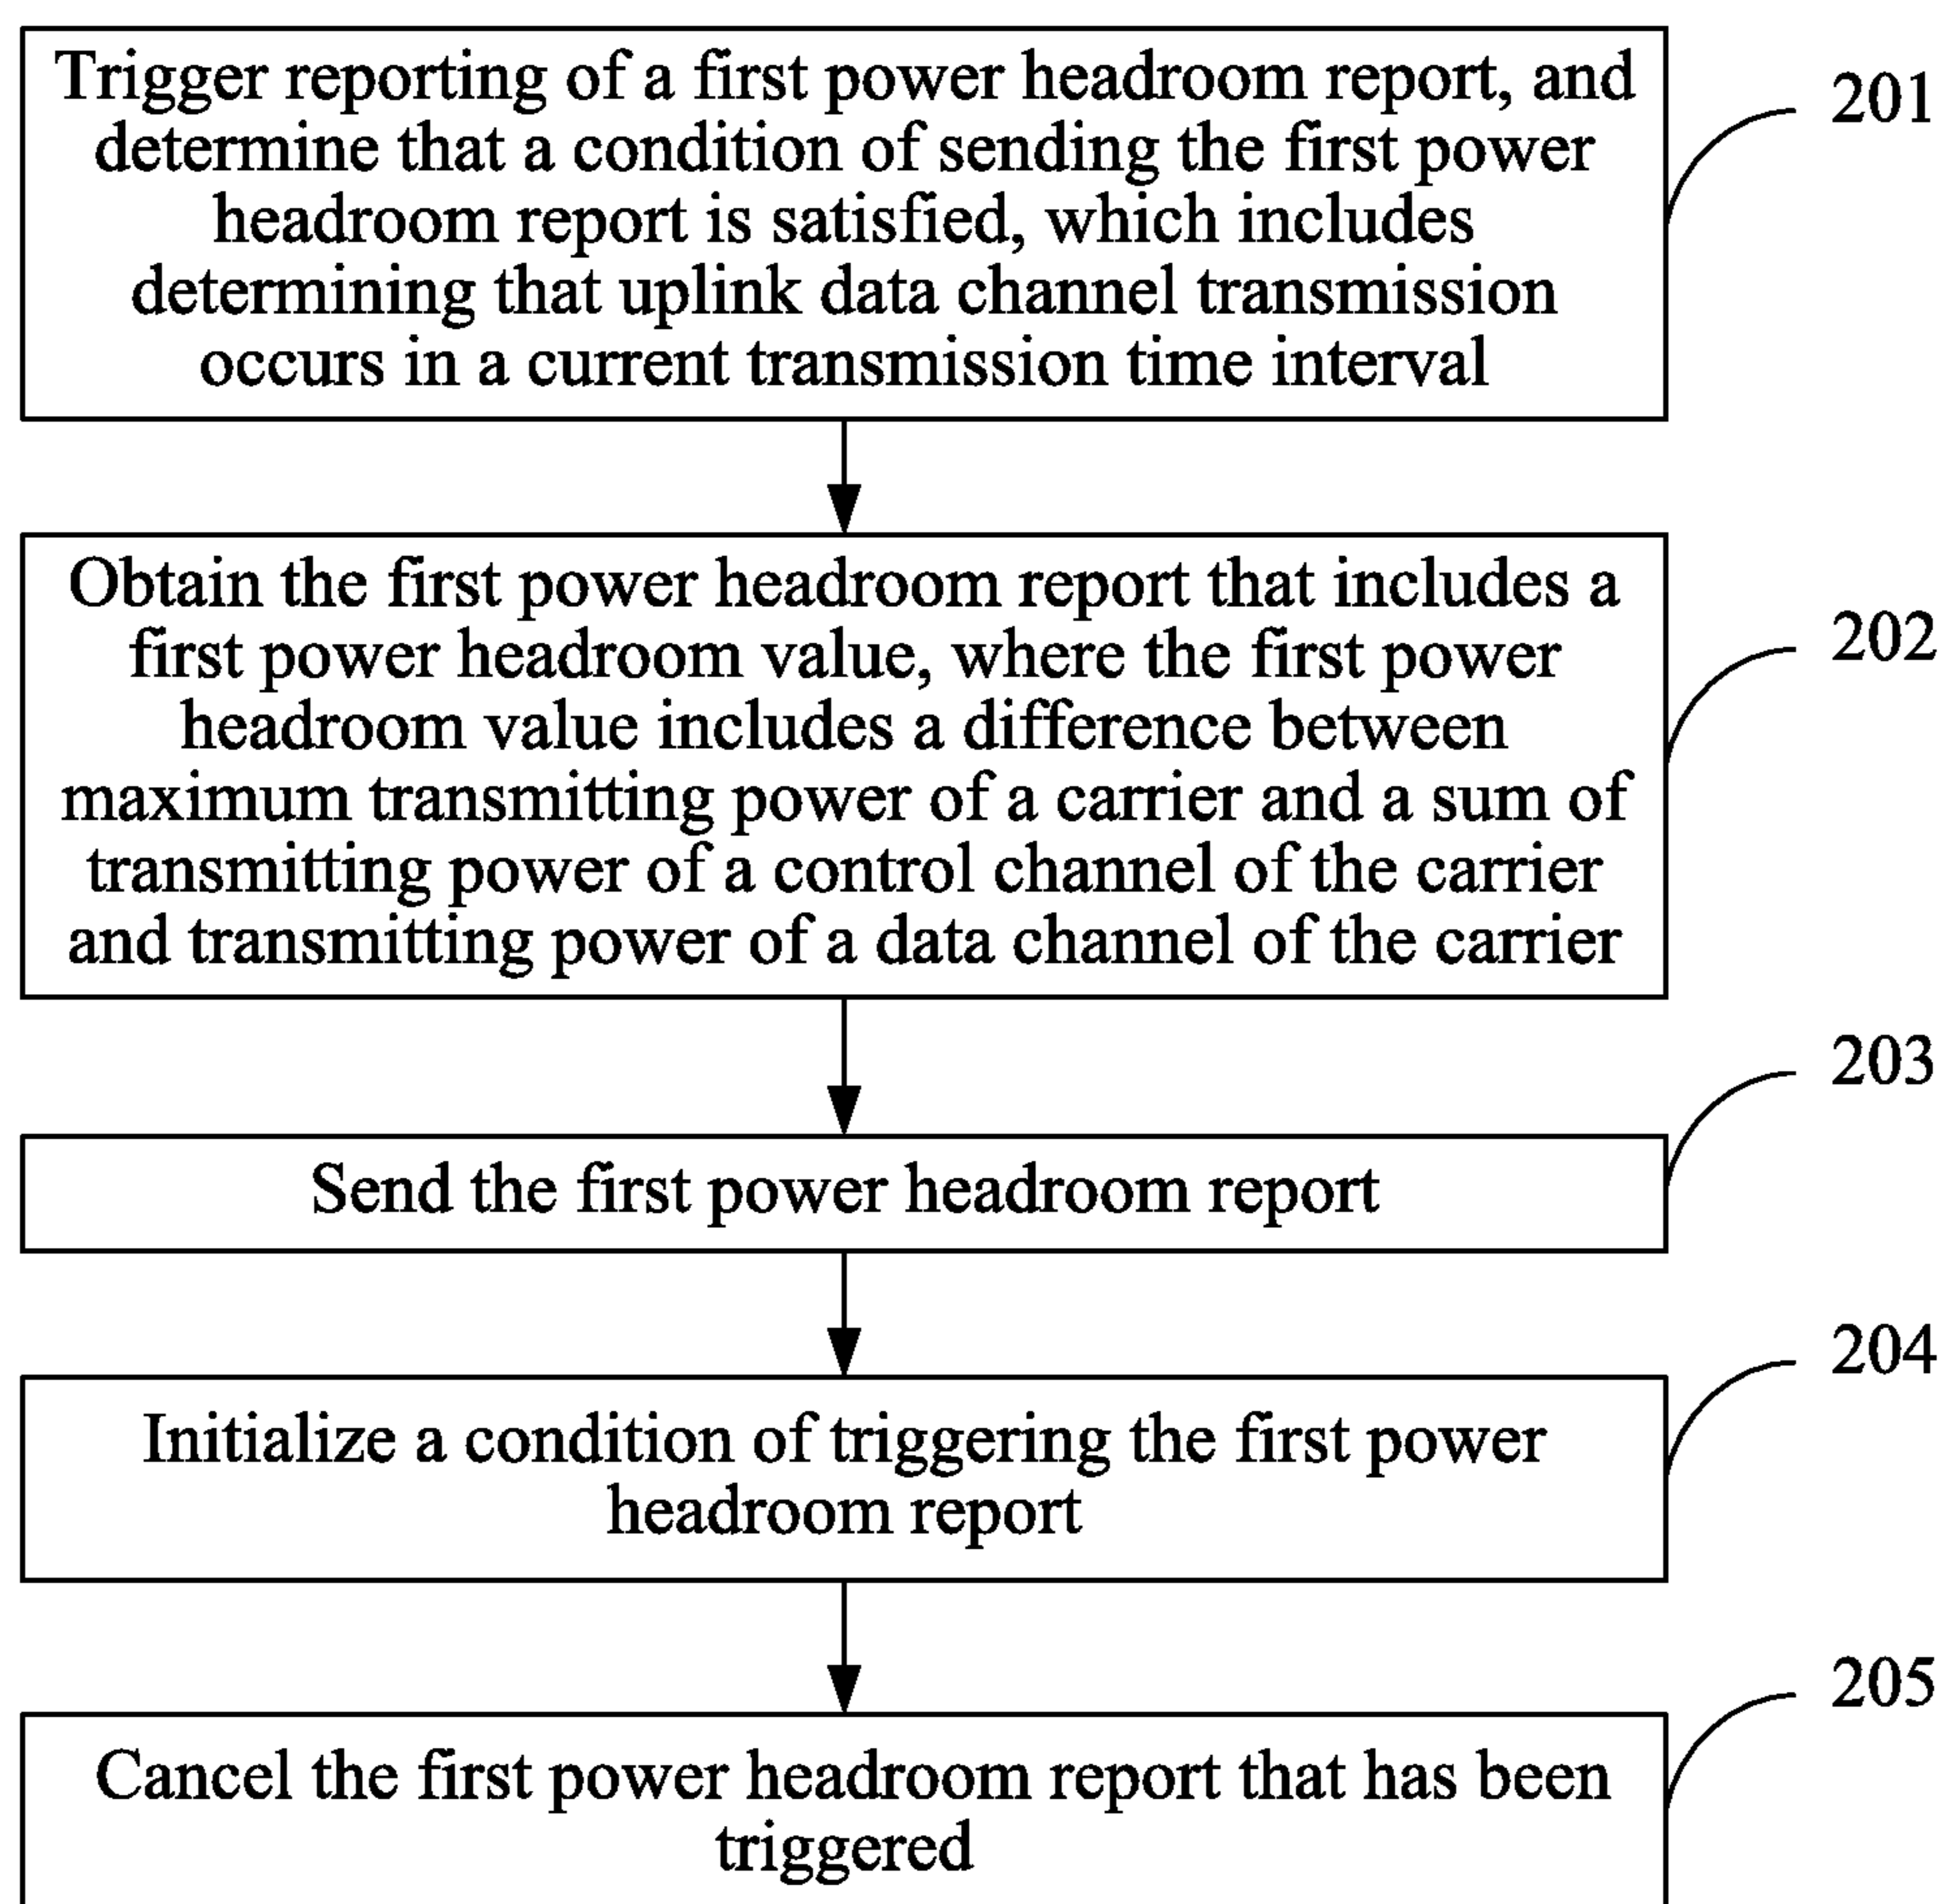 Trigger reporting of a first power headroom report, and
determine that a condition of sending the first power
headroom report is satisfied, which includes
determining that uplink data channel transmission
occurs in a current transmission time interval
201
Obtain the first power headroom report that includes a
first power headroom value, where the first power
headroom value includes a difference between
maximum transmitting power of a carrier and a sum of
transmitting power of a control channel of the carrier
and transmitting power of a data channel of the carrier
202
Send the first power headroom report
203
Initialize a condition of triggering the first power
headroom report
204
Cancel the first power headroom report that has been
triggered
205